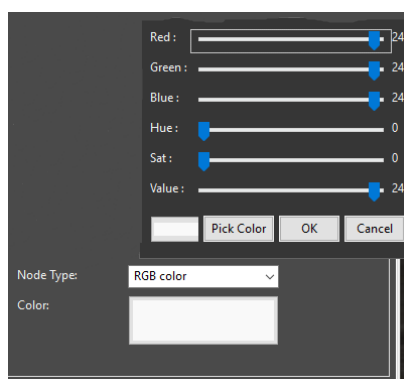 Red : 24
Green : 24
Blue : 24
Hue : 0
Sat : 0
Value : 24
Pick Color OK Cancel
Node Type: RGB color
Color: